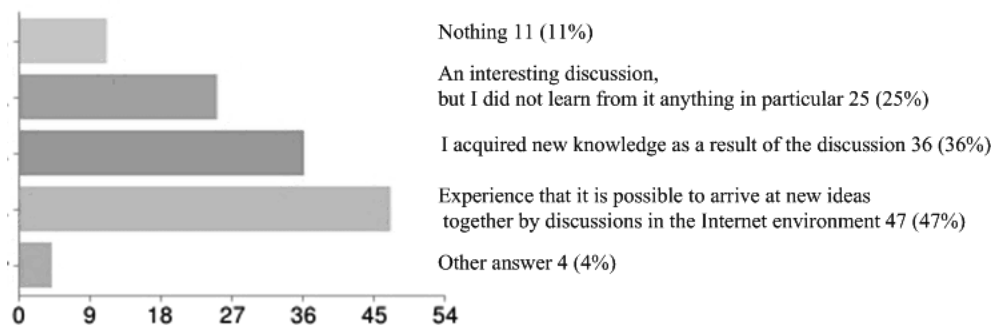 Nothing 11 (11%)
An interesting discussion,
but I did not learn from it anything in particular 25 (25%)
I acquired new knowledge as a result of the discussion 36 (36%)
Experience that it is possible to arrive at new ideas
together by discussions in the Internet environment 47 (47%)
Other answer 4 (4%)
0 9 18 27 36 45 54